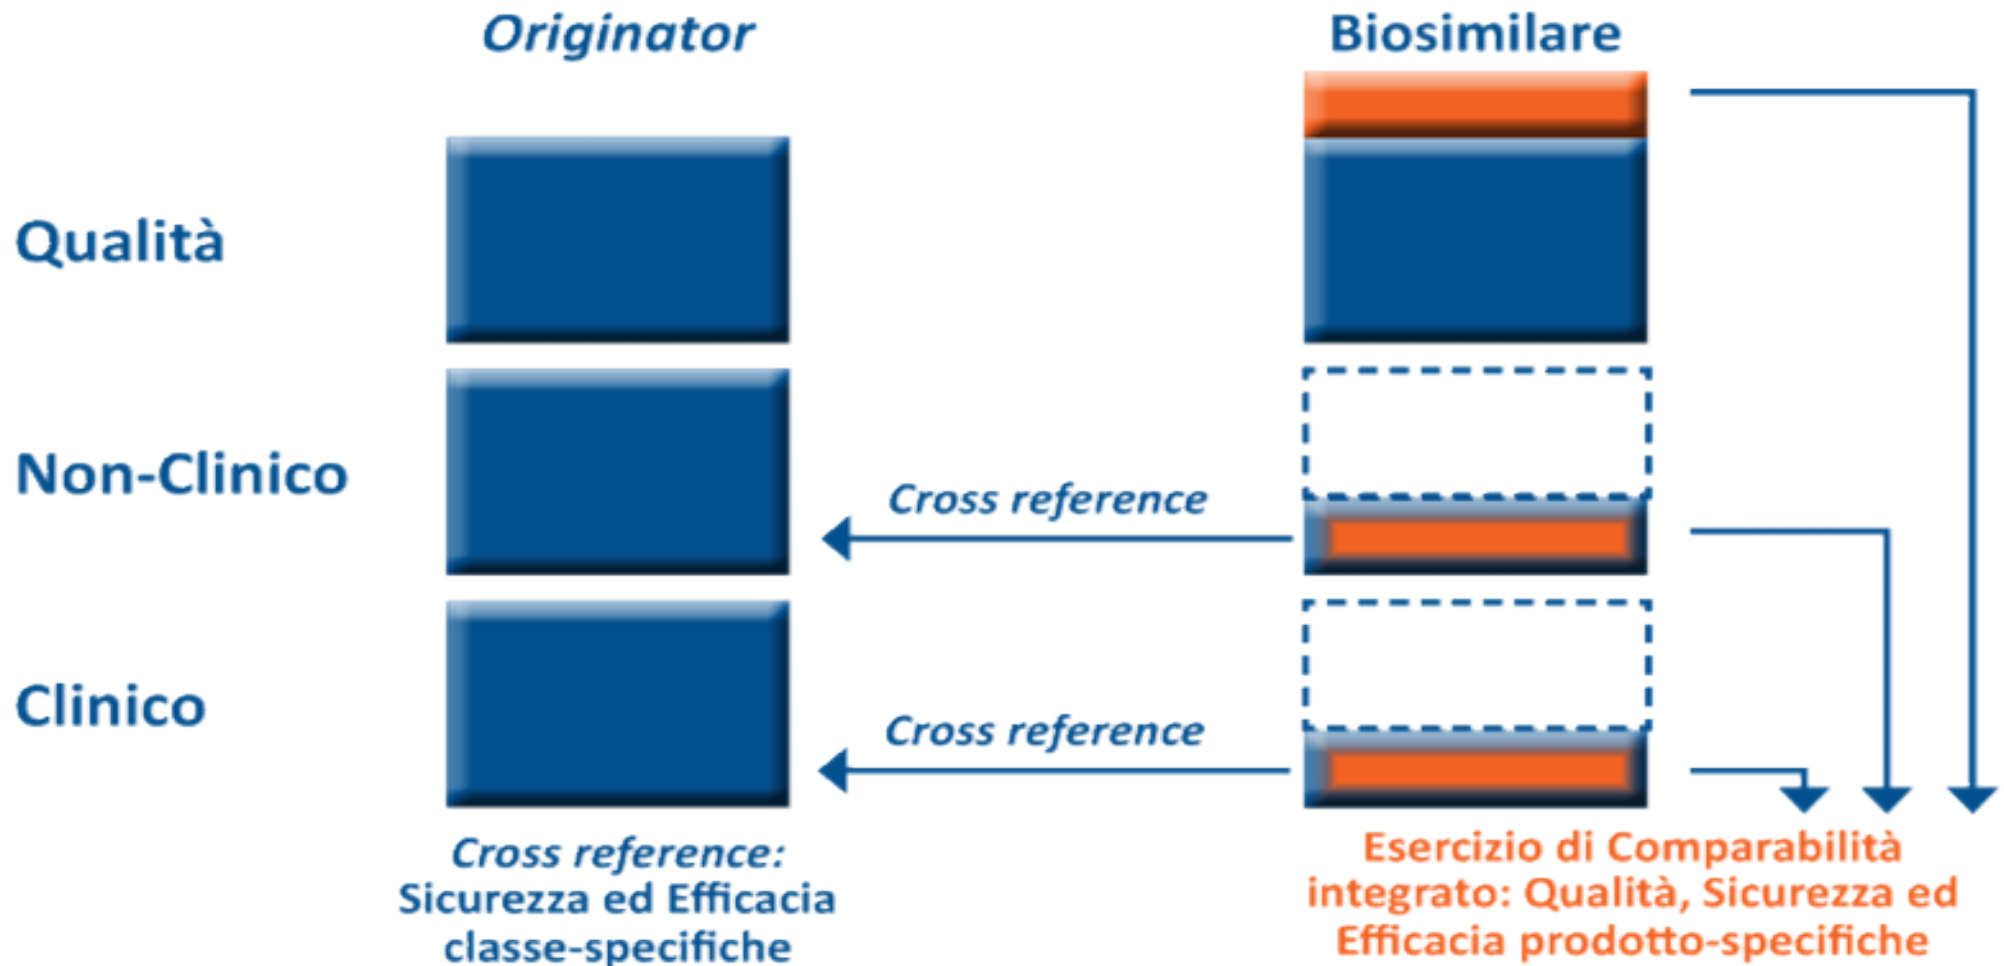 Originator
Biosimilare
Qualità
Non-Clinico
Cross reference
Clinico
Cross reference
Cross reference:
Sicurezza ed Efficacia
classe-specifiche
Esercizio di Comparabilità
integrato: Qualità, Sicurezza ed
Efficacia prodotto-specifiche